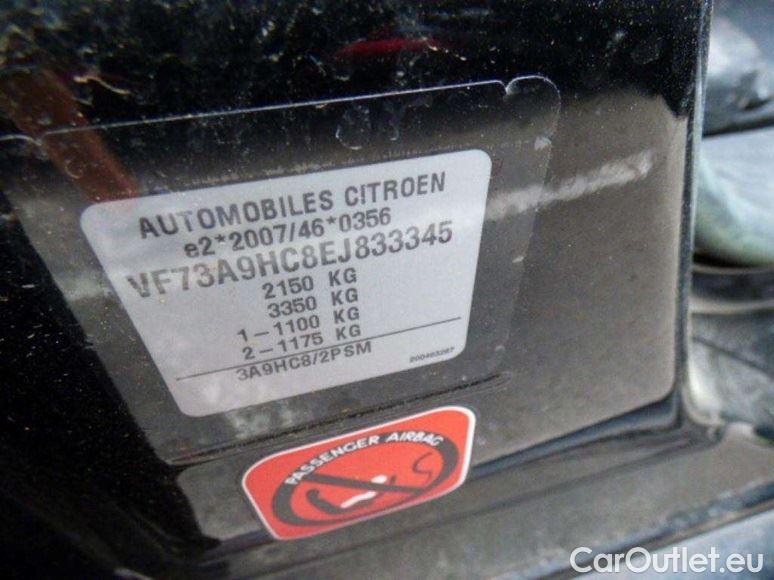 AUTOMOBILES CITROEN
e2*2007/46*0356
VF73A9HC8EJ833345
2150 KG
3350 KG
1-1100 KG
2-1175 KG
3A9HC8/2PSM
200463287
PASSENGER AIRBAG
CarOutlet.eu